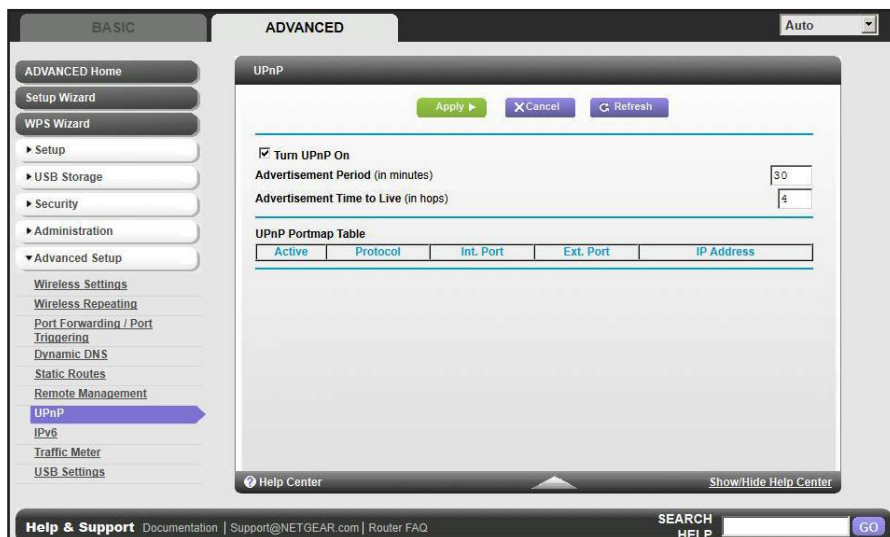 BASIC
ADVANCED
Auto
ADVANCED Home
Setup Wizard
WPS Wizard
Setup
USB Storage
Security
Administration
Advanced Setup
Wireless Settings
Wireless Repeating
Port Forwarding / Port
Triggering
Dynamic DNS
Static Routes
Remote Management
UPnP
IPv6
Traffic Meter
USB Settings
UPnP
Apply
Cancel
Refresh
Turn UPnP On
Advertisement Period (in minutes) 30
Advertisement Time to Live (in hops) 4
UPnP Portmap Table
Active Protocol Int. Port Ext. Port IP Address
Help Center
Show/Hide Help Center
Help & Support Documentation | Support@NETGEAR.com | Router FAQ
SEARCH
HELP
GO